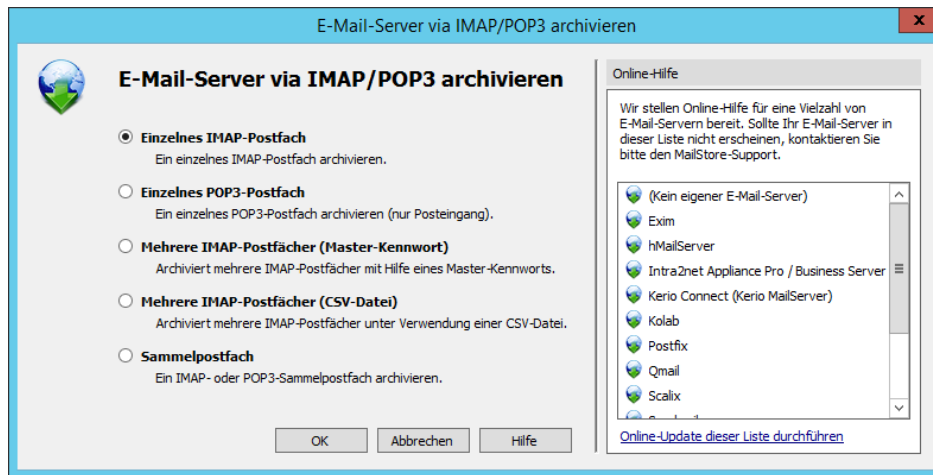 E-Mail-Server via IMAP/POP3 archivieren
x
E-Mail-Server via IMAP/POP3 archivieren
Einzelnes IMAP-Postfach
Ein einzelnes IMAP-Postfach archivieren.
Einzelnes POP3-Postfach
Ein einzelnes POP3-Postfach archivieren (nur Posteingang).
Mehrere IMAP-Postfächer (Master-Kennwort)
Archiviert mehrere IMAP-Postfächer mit Hilfe eines Master-Kennworts.
Mehrere IMAP-Postfächer (CSV-Datei)
Archiviert mehrere IMAP-Postfächer unter Verwendung einer CSV-Datei.
Sammelpostfach
Ein IMAP- oder POP3-Sammelpostfach archivieren.
OK
Abbrechen
Hilfe
Online-Hilfe
Wir stellen Online-Hilfe für eine Vielzahl von
E-Mail-Servern bereit. Sollte Ihr E-Mail-Server in
dieser Liste nicht erscheinen, kontaktieren Sie
bitte den MailStore-Support.
(Kein eigener E-Mail-Server)
Exim
hMailServer
Intra2net Appliance Pro / Business Server
Kerio Connect (Kerio MailServer)
Kolab
Postfix
Qmail
Scalix
Online-Update dieser Liste durchführen